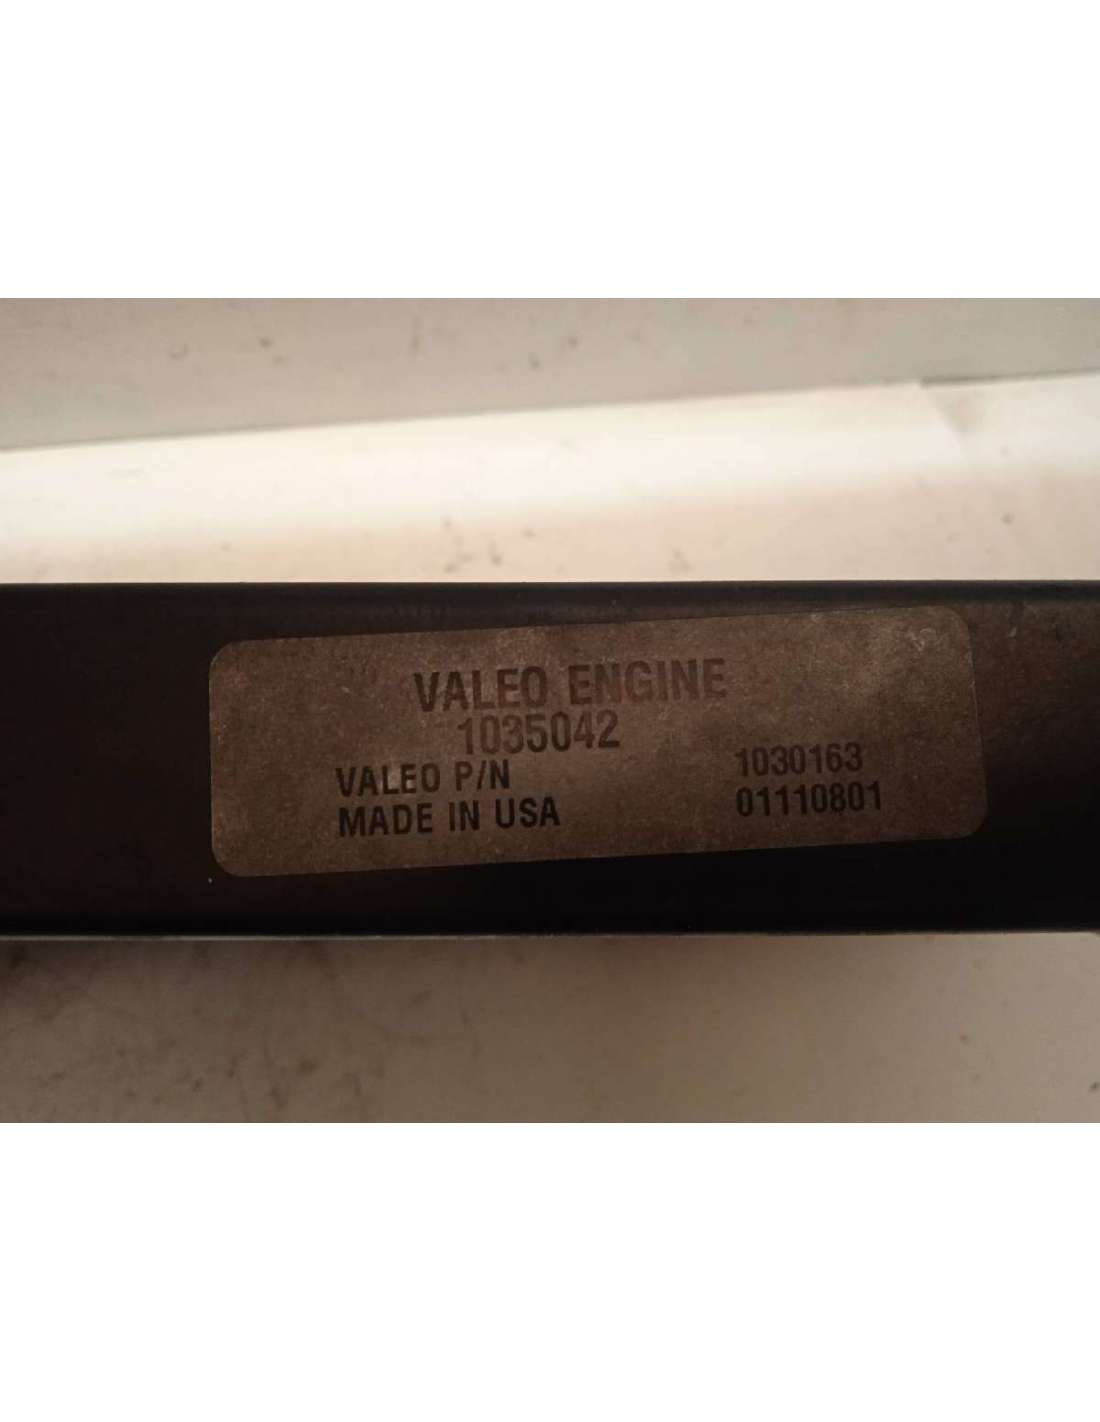 VALEO ENGINE
1035042
VALEO P/N 1030163
MADE IN USA 01110801